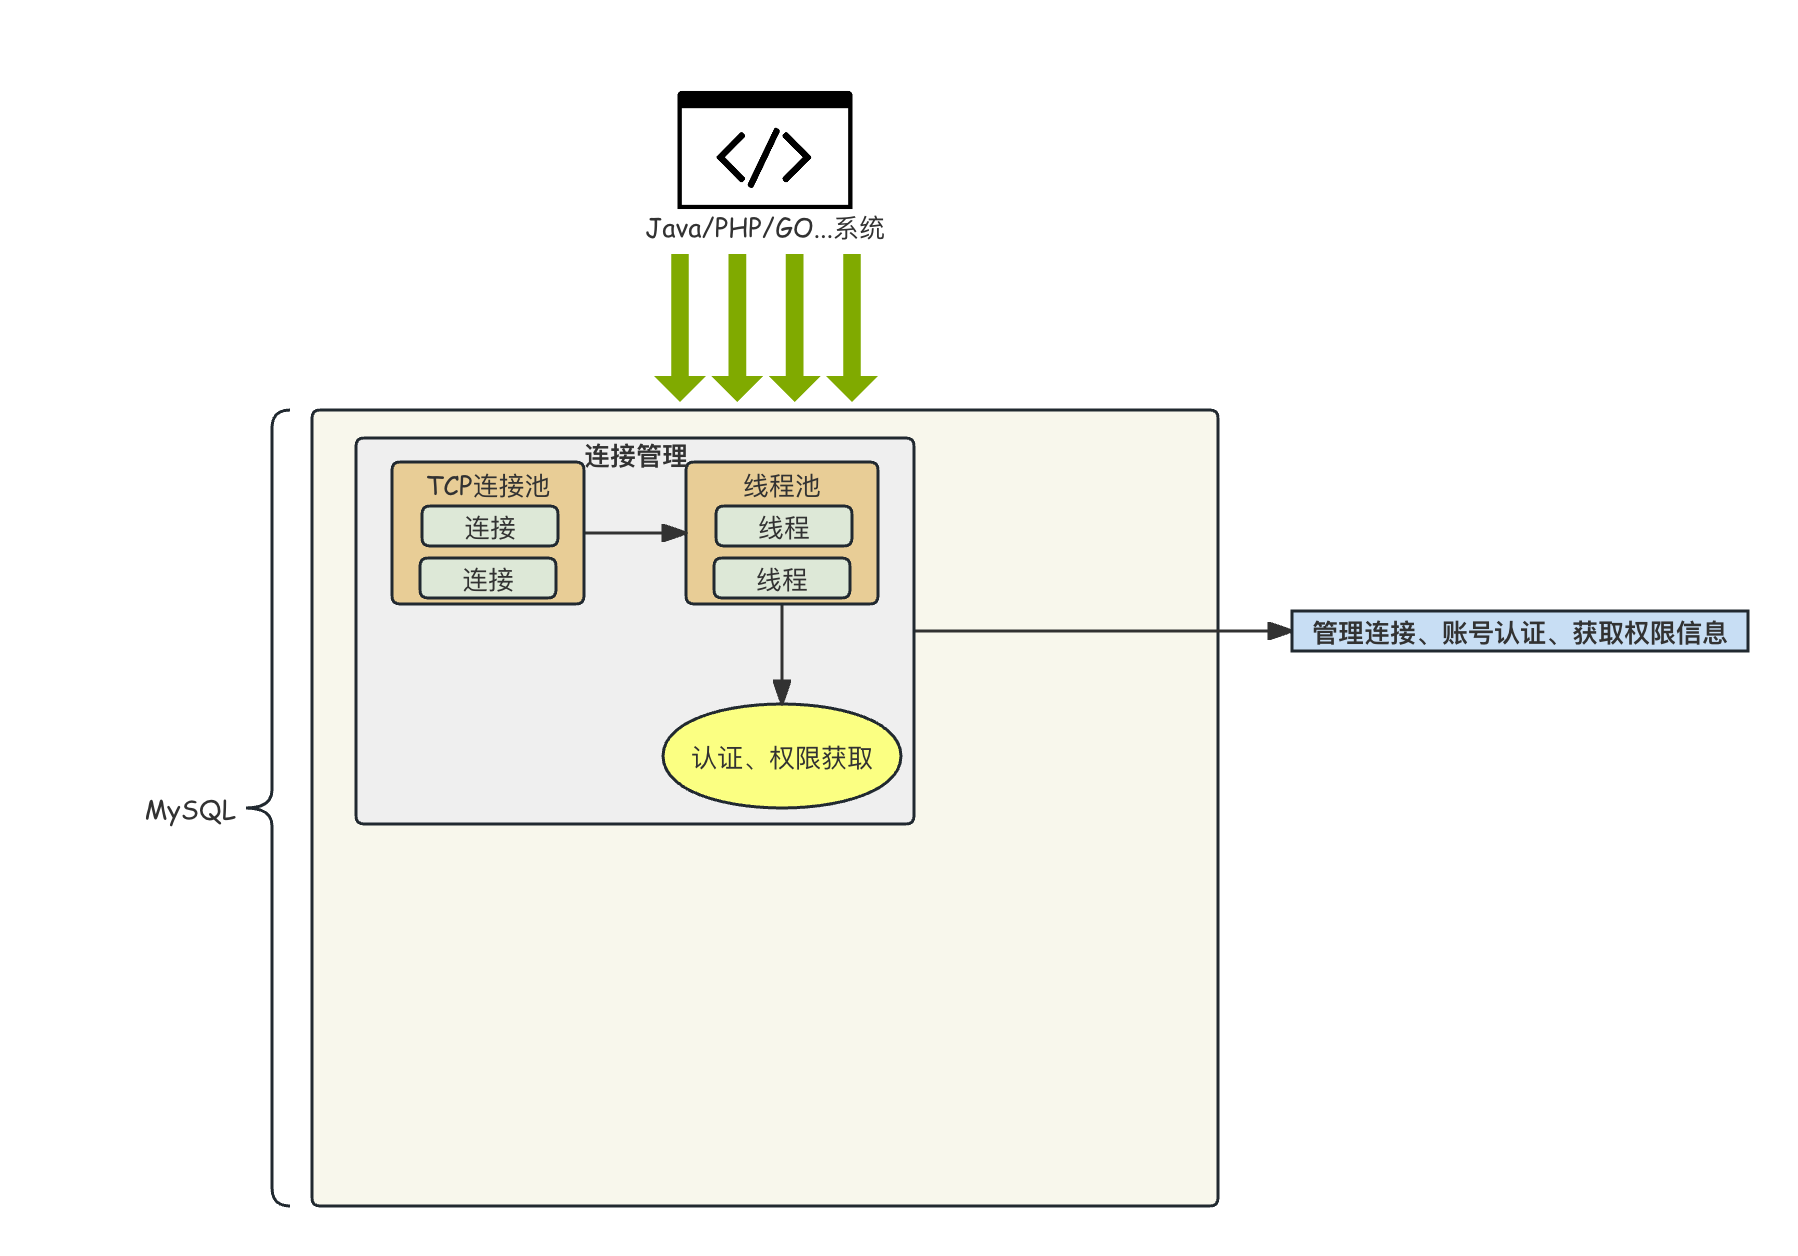 </>
Java/PHP/GO...系统
连接管理
TCP连接池
连接
连接
线程池
线程
线程
管理连接、账号认证、获取权限信息
认证、权限获取
MySQL